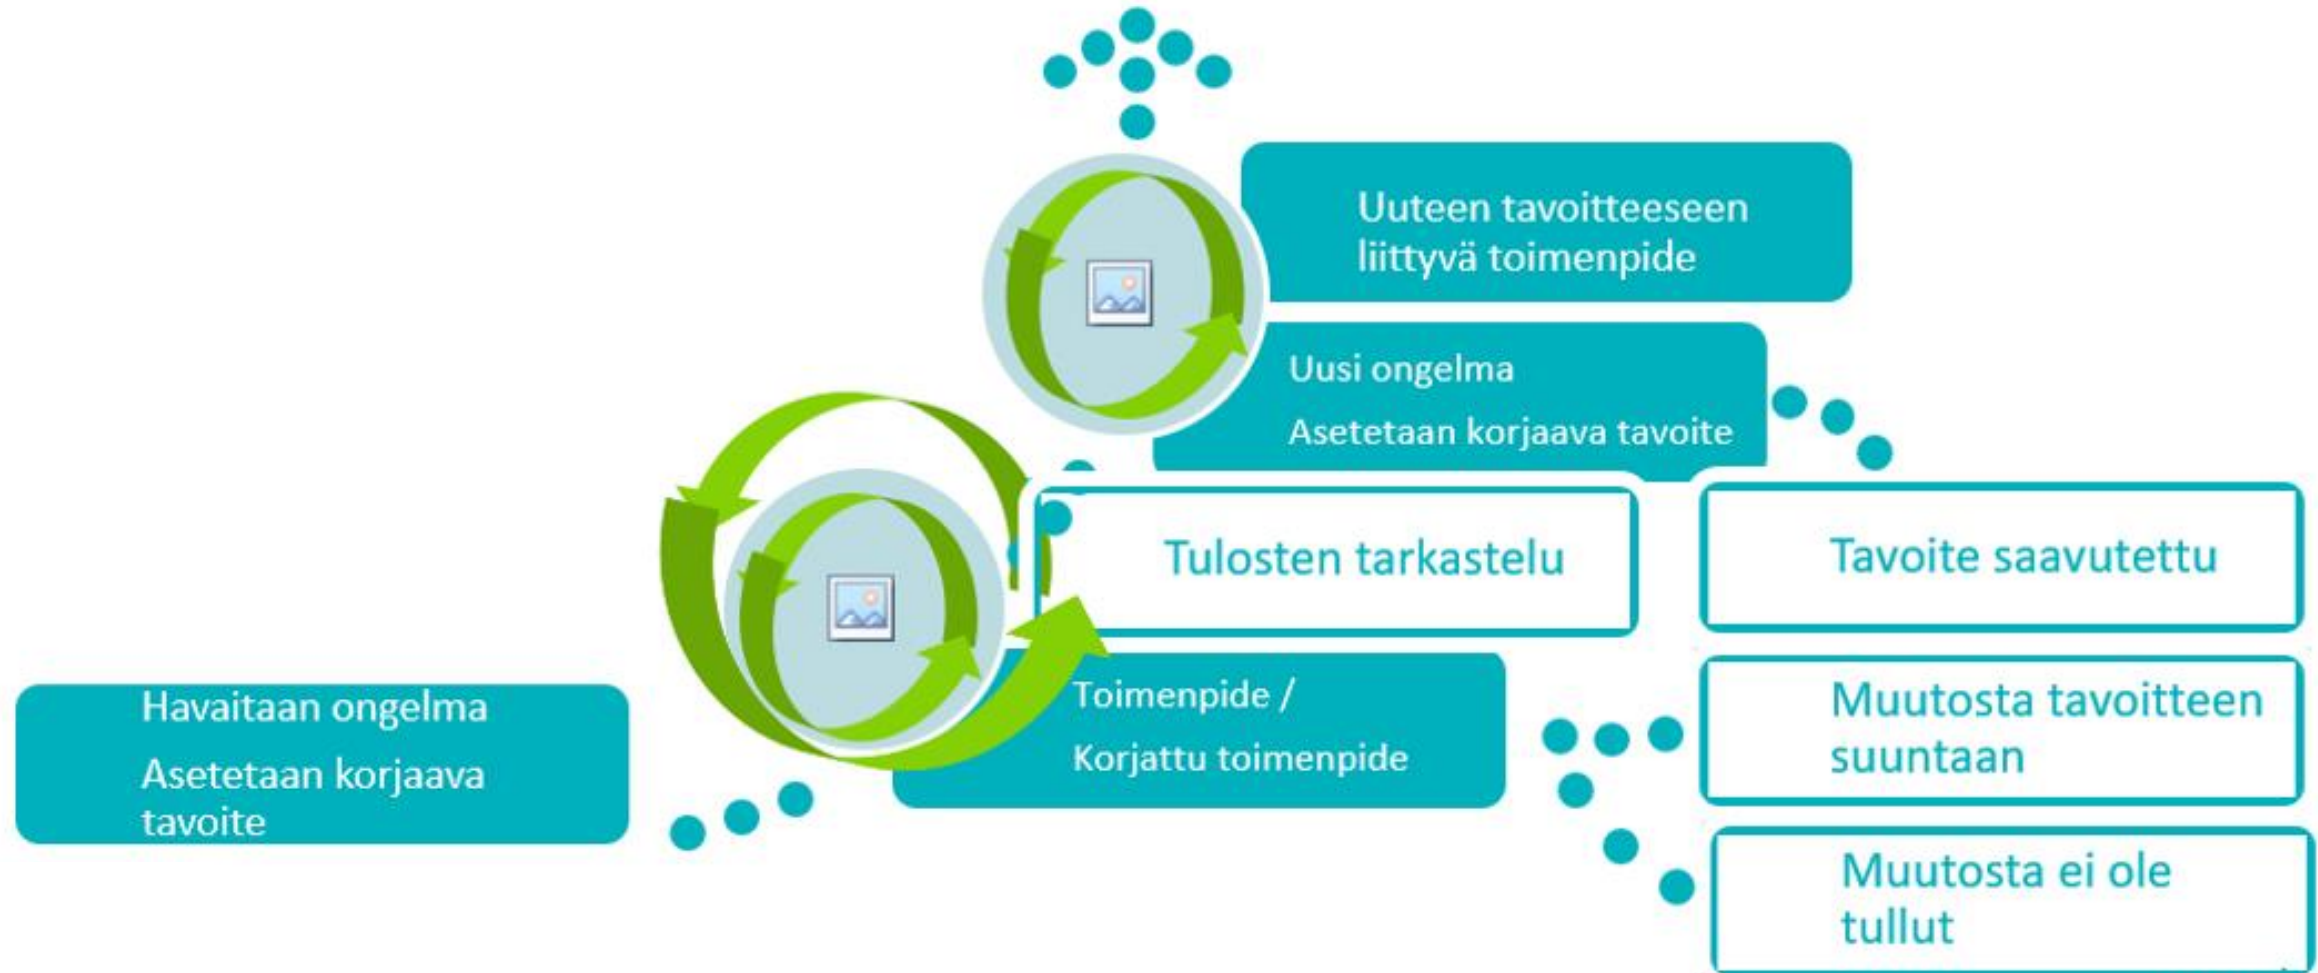 Uuteen tavoitteeseen
liittyvä toimenpide
Uusi ongelma
Asetetaan korjaava tavoite
Tulosten tarkastelu
Tavoite saavutettu
Havaitaan ongelma
Asetetaan korjaava
tavoite
Toimenpide /
Korjattu toimenpide
Muutosta tavoitteen
suuntaan
Muutosta ei ole
tullut